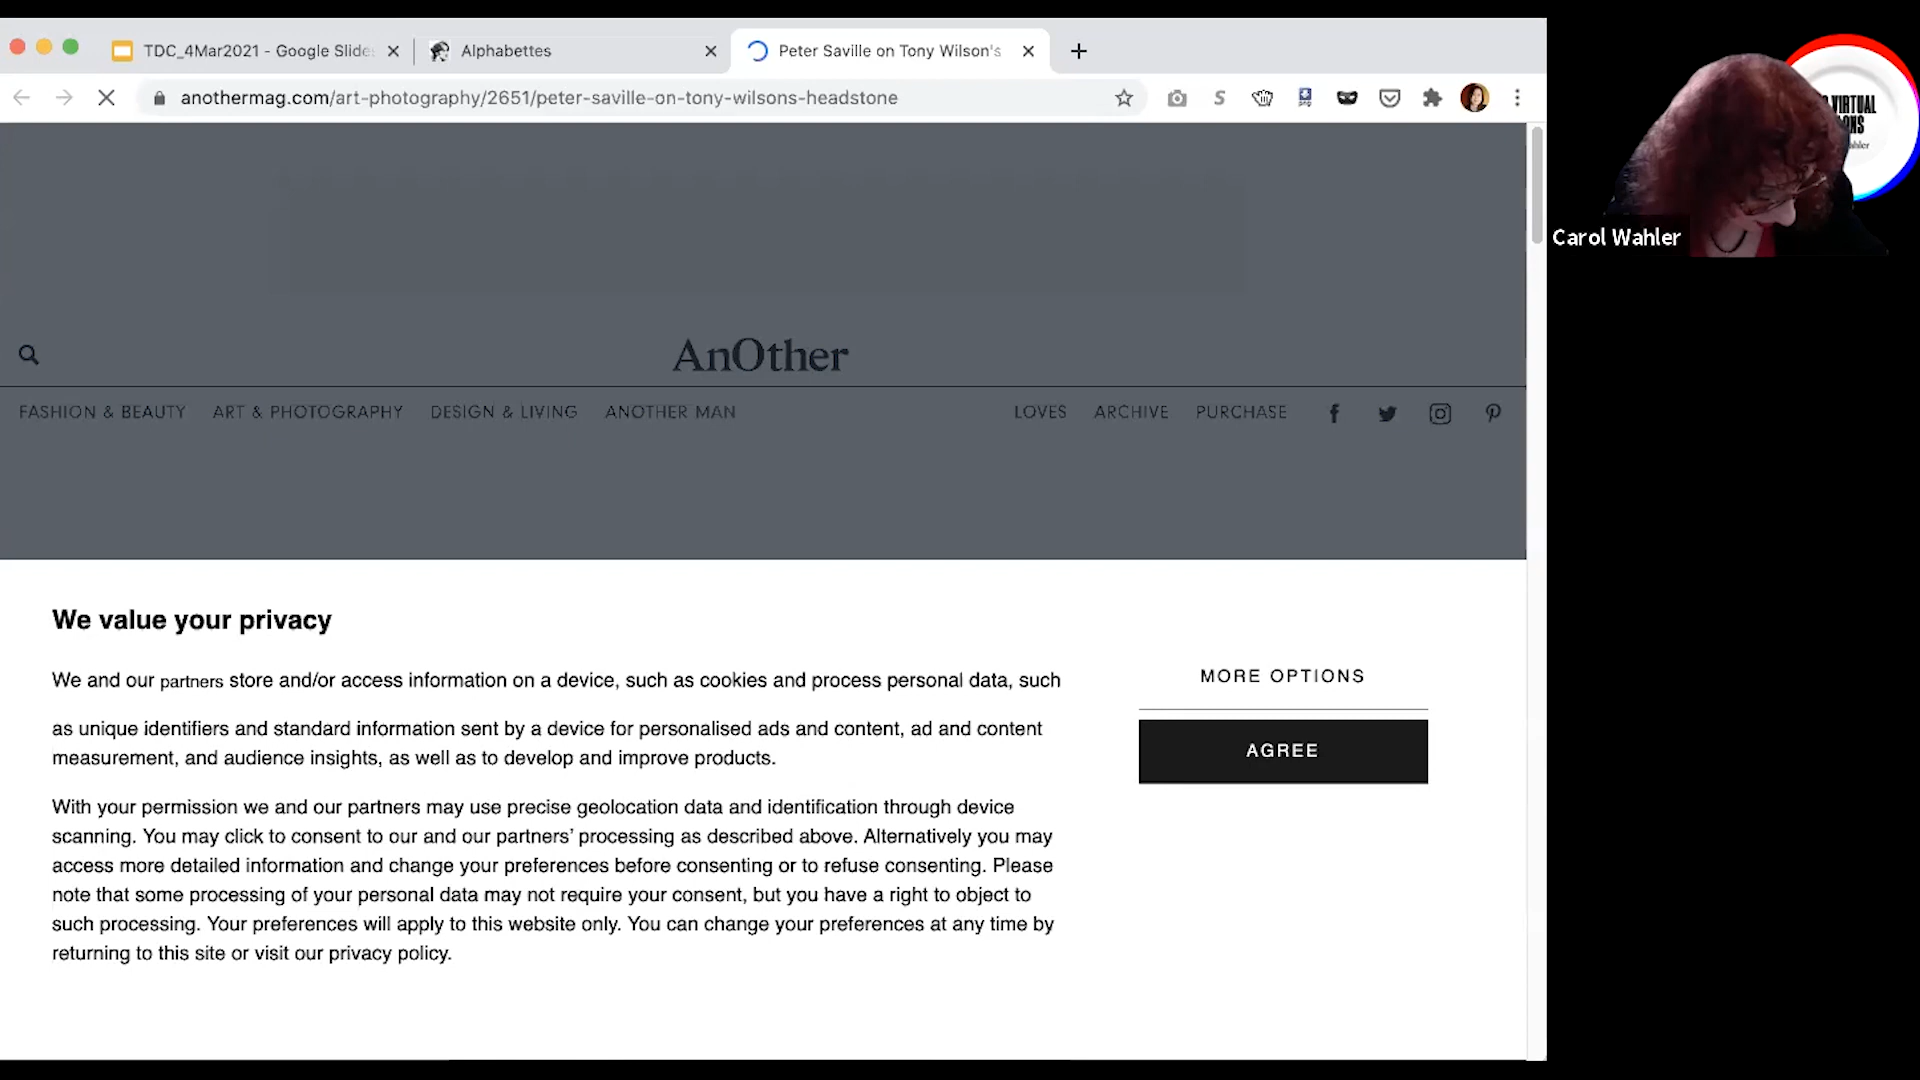 TDC_4Mar2021 - Google Slide
Alphabettes
Peter Saville on Tony Wilson's
anothermag.com/art-photography/2651/peter-saville-on-tony-wilsons-headstone
AnOther
FASHION & BEAUTY ART & PHOTOGRAPHY DESIGN & LIVING ANOTHER MAN LOVES ARCHIVE PURCHASE
We value your privacy
We and our partners store and/or access information on a device, such as cookies and process personal data, such
as unique identifiers and standard information sent by a device for personalised ads and content, ad and content
measurement, and audience insights, as well as to develop and improve products.
With your permission we and our partners may use precise geolocation data and identification through device
scanning. You may click to consent to our and our partners’ processing as described above. Alternatively you may
access more detailed information and change your preferences before consenting or to refuse consenting. Please
note that some processing of your personal data may not require your consent, but you have a right to object to
such processing. Your preferences will apply to this website only. You can change your preferences at any time by
returning to this site or visit our privacy policy.
MORE OPTIONS
AGREE
VIRTUAL
Carol Wahler